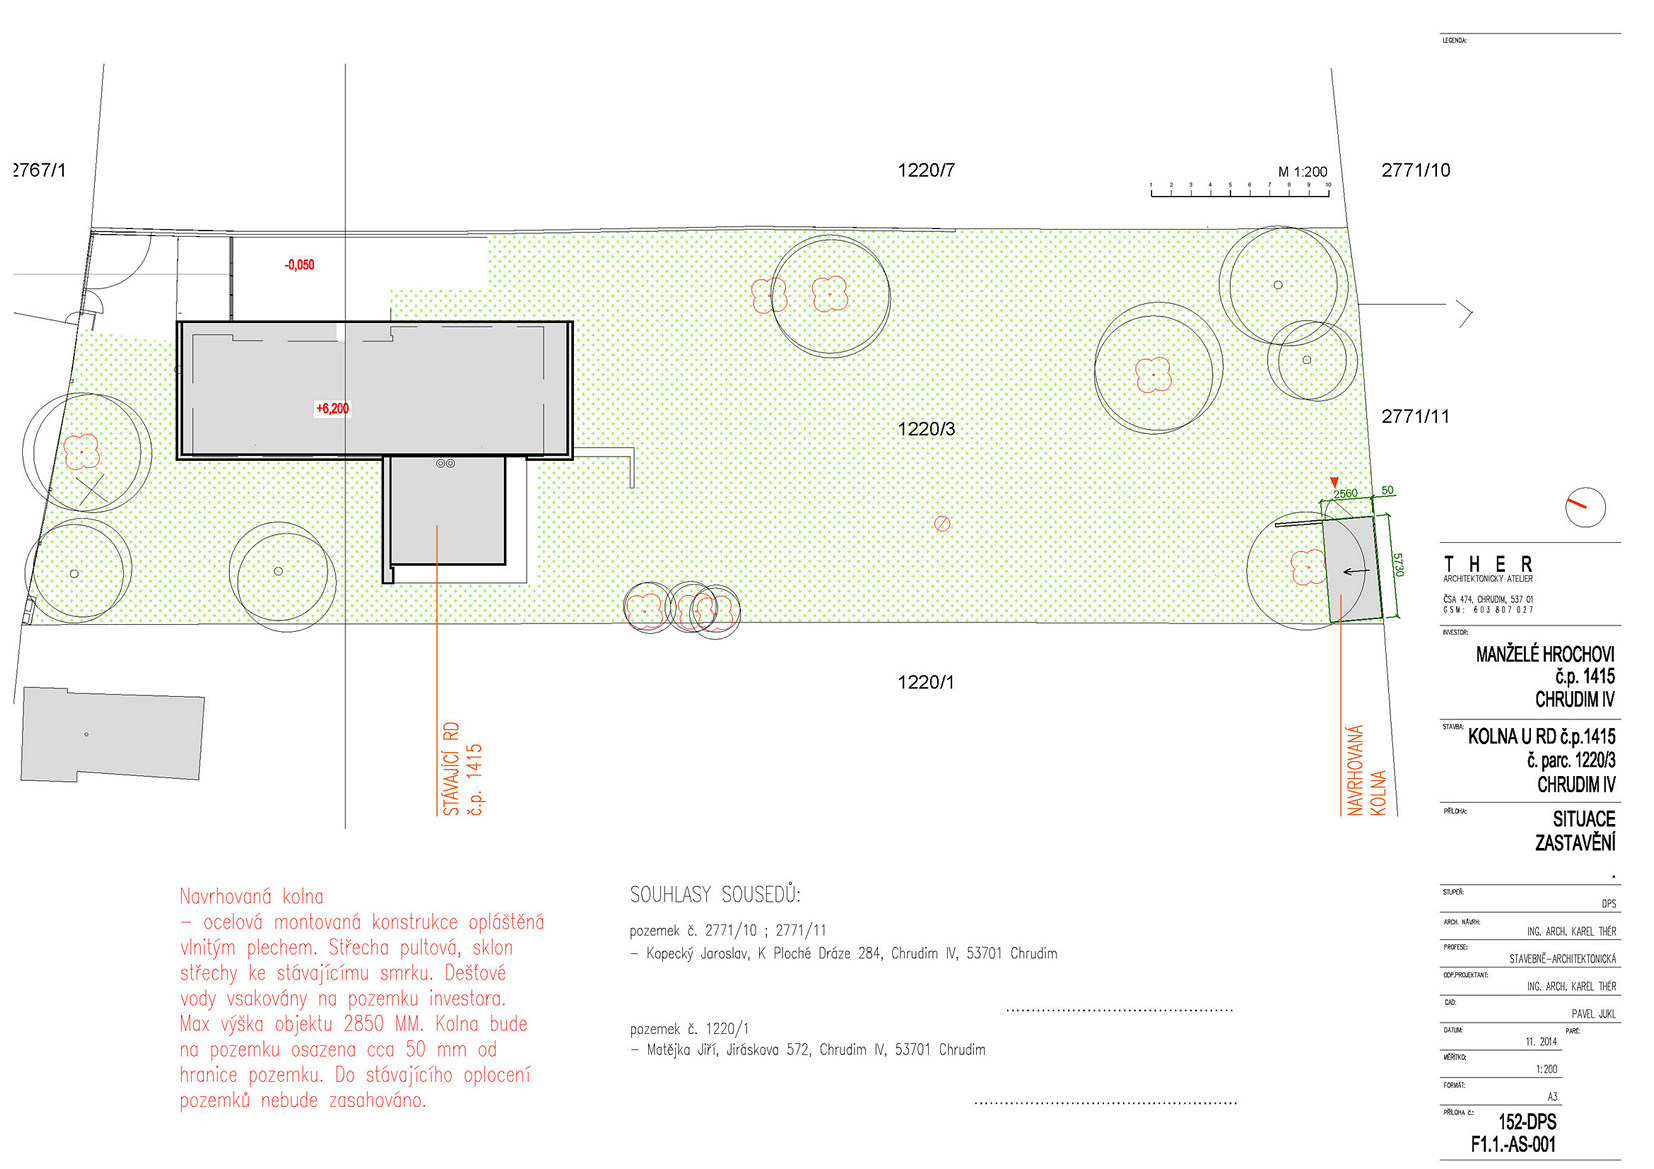 LEGENDA:
2767/1
1220/7
M 1:200
2771/10
1 2 3 4 5 6 7 8 9 10
-0,050
+6,200
1220/3
2771/11
2560
50
5730
1220/1
STÁVAJÍCÍ RD
č.p. 1415
NAVRHOVANÁ
KOLNA
Navrhovaná kolna
– ocelová montovaná konstrukce opláštěná
vlnitým plechem. Střecha pultová, sklon
střechy ke stávajícímu smrku. Dešťové
vody vsakovány na pozemku investora.
Max výška objektu 2850 MM. Kolna bude
na pozemku osazena cca 50 mm od
hranice pozemku. Do stávajícího oplocení
pozemků nebude zasahováno.
SOUHLASY SOUSEDŮ:
pozemek č. 2771/10 ; 2771/11
– Kopecký Jaroslav, K Ploché Dráze 284, Chrudim IV, 53701 Chrudim
pozemek č. 1220/1
– Matějka Jiří, Jiráskova 572, Chrudim IV, 53701 Chrudim
THER
ARCHITEKTONICKÝ ATELIER
ČSA 474, CHRUDIM, 537 01
GSM: 603 807 027
INVESTOR:
MANŽELÉ HROCHOVI
č.p. 1415
CHRUDIM IV
STAVBA:
KOLNA U RD č.p.1415
č. parc. 1220/3
CHRUDIM IV
PŘÍLOHA:
SITUACE
ZASTAVĚNÍ
STUPEŇ:
DPS
ARCH. NÁVRH:
ING. ARCH. KAREL THÉR
PROFESE:
STAVEBNĚ–ARCHITEKTONICKÁ
ODP.PROJEKTANT:
ING. ARCH. KAREL THÉR
CAD:
PAVEL JUKL
DATUM:
PARÉ:
11. 2014
MĚŘÍTKO:
1:200
FORMÁT:
A3
PŘÍLOHA č.:
152-DPS
F1.1.-AS-001